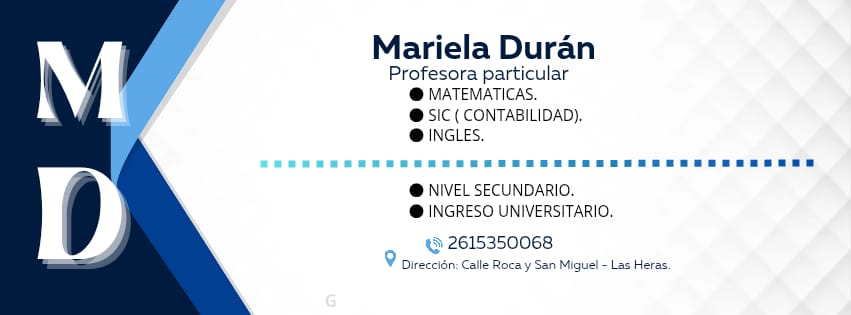 M
D
Mariela Durán
Profesora particular
● MATEMATICAS.
● SIC ( CONTABILIDAD).
● INGLES.
● NIVEL SECUNDARIO.
● INGRESO UNIVERSITARIO.
2615350068
Dirección: Calle Roca y San Miguel - Las Heras.
G